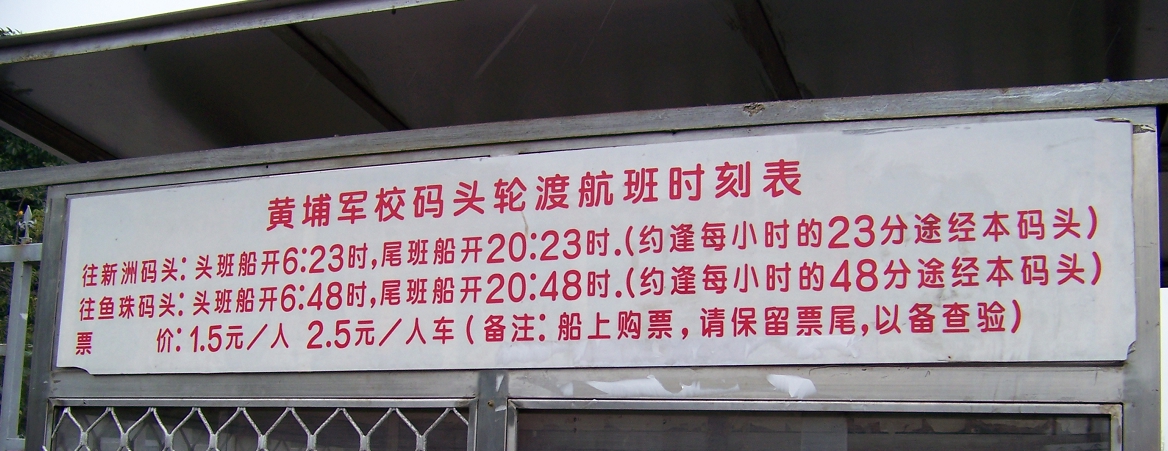 黄埔军校码头轮渡航班时刻表
往新洲码头:头班船开6:23时,尾班船开20:23时.(约逢每小时的23分途经本码头)
往鱼珠码头:头班船开6:48时,尾班船开20:48时.(约逢每小时的48分途经本码头)
票 价:1.5元/人 2.5元/人车(备注:船上购票,请保留票尾,以备查验)